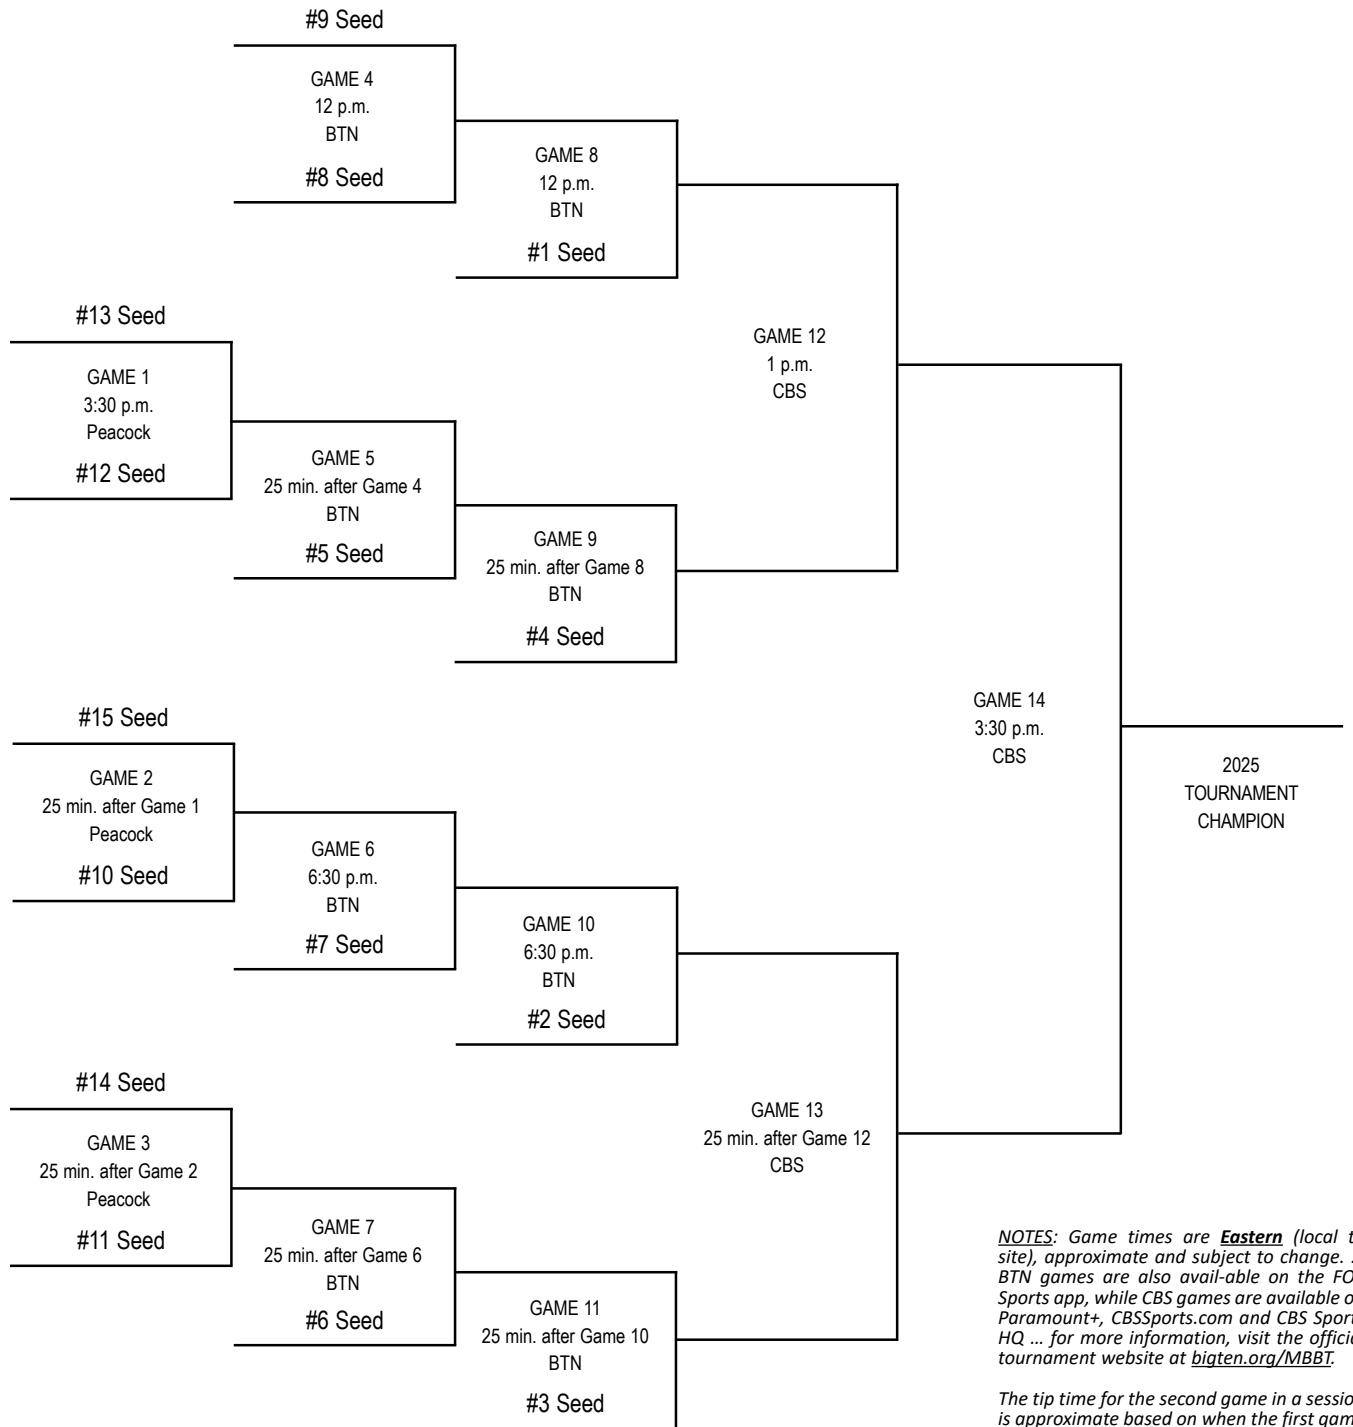 #9 Seed
GAME 4
12 p.m.
BTN
#8 Seed
GAME 8
12 p.m.
BTN
#1 Seed
#13 Seed
GAME 1
3:30 p.m.
Peacock
#12 Seed
GAME 5
25 min. after Game 4
BTN
#5 Seed
GAME 9
25 min. after Game 8
BTN
#4 Seed
GAME 12
1 p.m.
CBS
#15 Seed
GAME 2
25 min. after Game 1
Peacock
#10 Seed
GAME 6
6:30 p.m.
BTN
#7 Seed
GAME 10
6:30 p.m.
BTN
#2 Seed
#14 Seed
GAME 3
25 min. after Game 2
Peacock
#11 Seed
GAME 7
25 min. after Game 6
BTN
#6 Seed
GAME 11
25 min. after Game 10
BTN
#3 Seed
GAME 13
25 min. after Game 12
CBS
GAME 14
3:30 p.m.
CBS
2025
TOURNAMENT
CHAMPION
NOTES: Game times are Eastern (local
site), approximate and subject to change.
BTN games are also avail-able on the
Sports app, while CBS games are available
Paramount+, CBSSports.com and CBS
HQ ... for more information, visit the
tournament website at bigten.org/MBBT.
The tip time for the second game in a
is approximate based on when the first